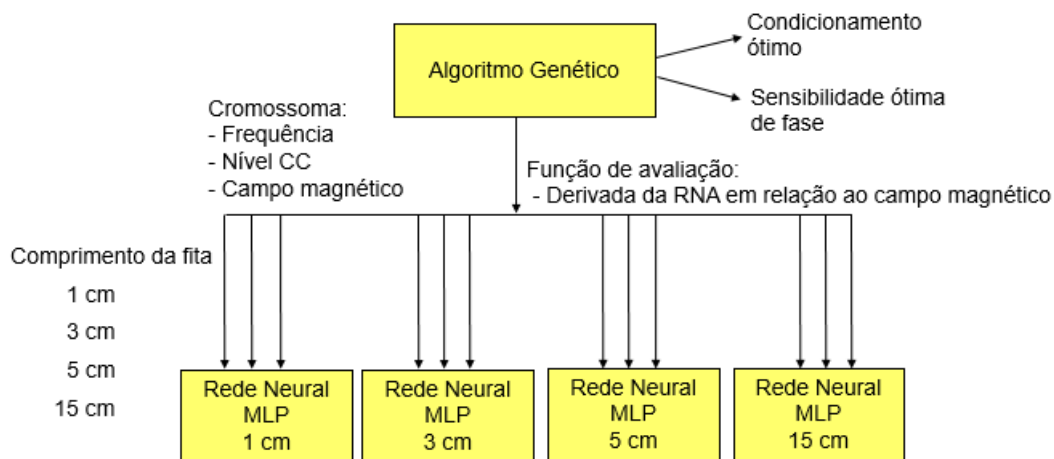 Algoritmo Genético
Condicionamento
ótimo
Sensibilidade ótima
de fase
Cromossoma:
- Frequência
- Nível CC
- Campo magnético
Função de avaliação:
- Derivada da RNA em relação ao campo magnético
Comprimento da fita
1 cm
3 cm
5 cm
15 cm
Rede Neural
MLP
1 cm
Rede Neural
MLP
3 cm
Rede Neural
MLP
5 cm
Rede Neural
MLP
15 cm